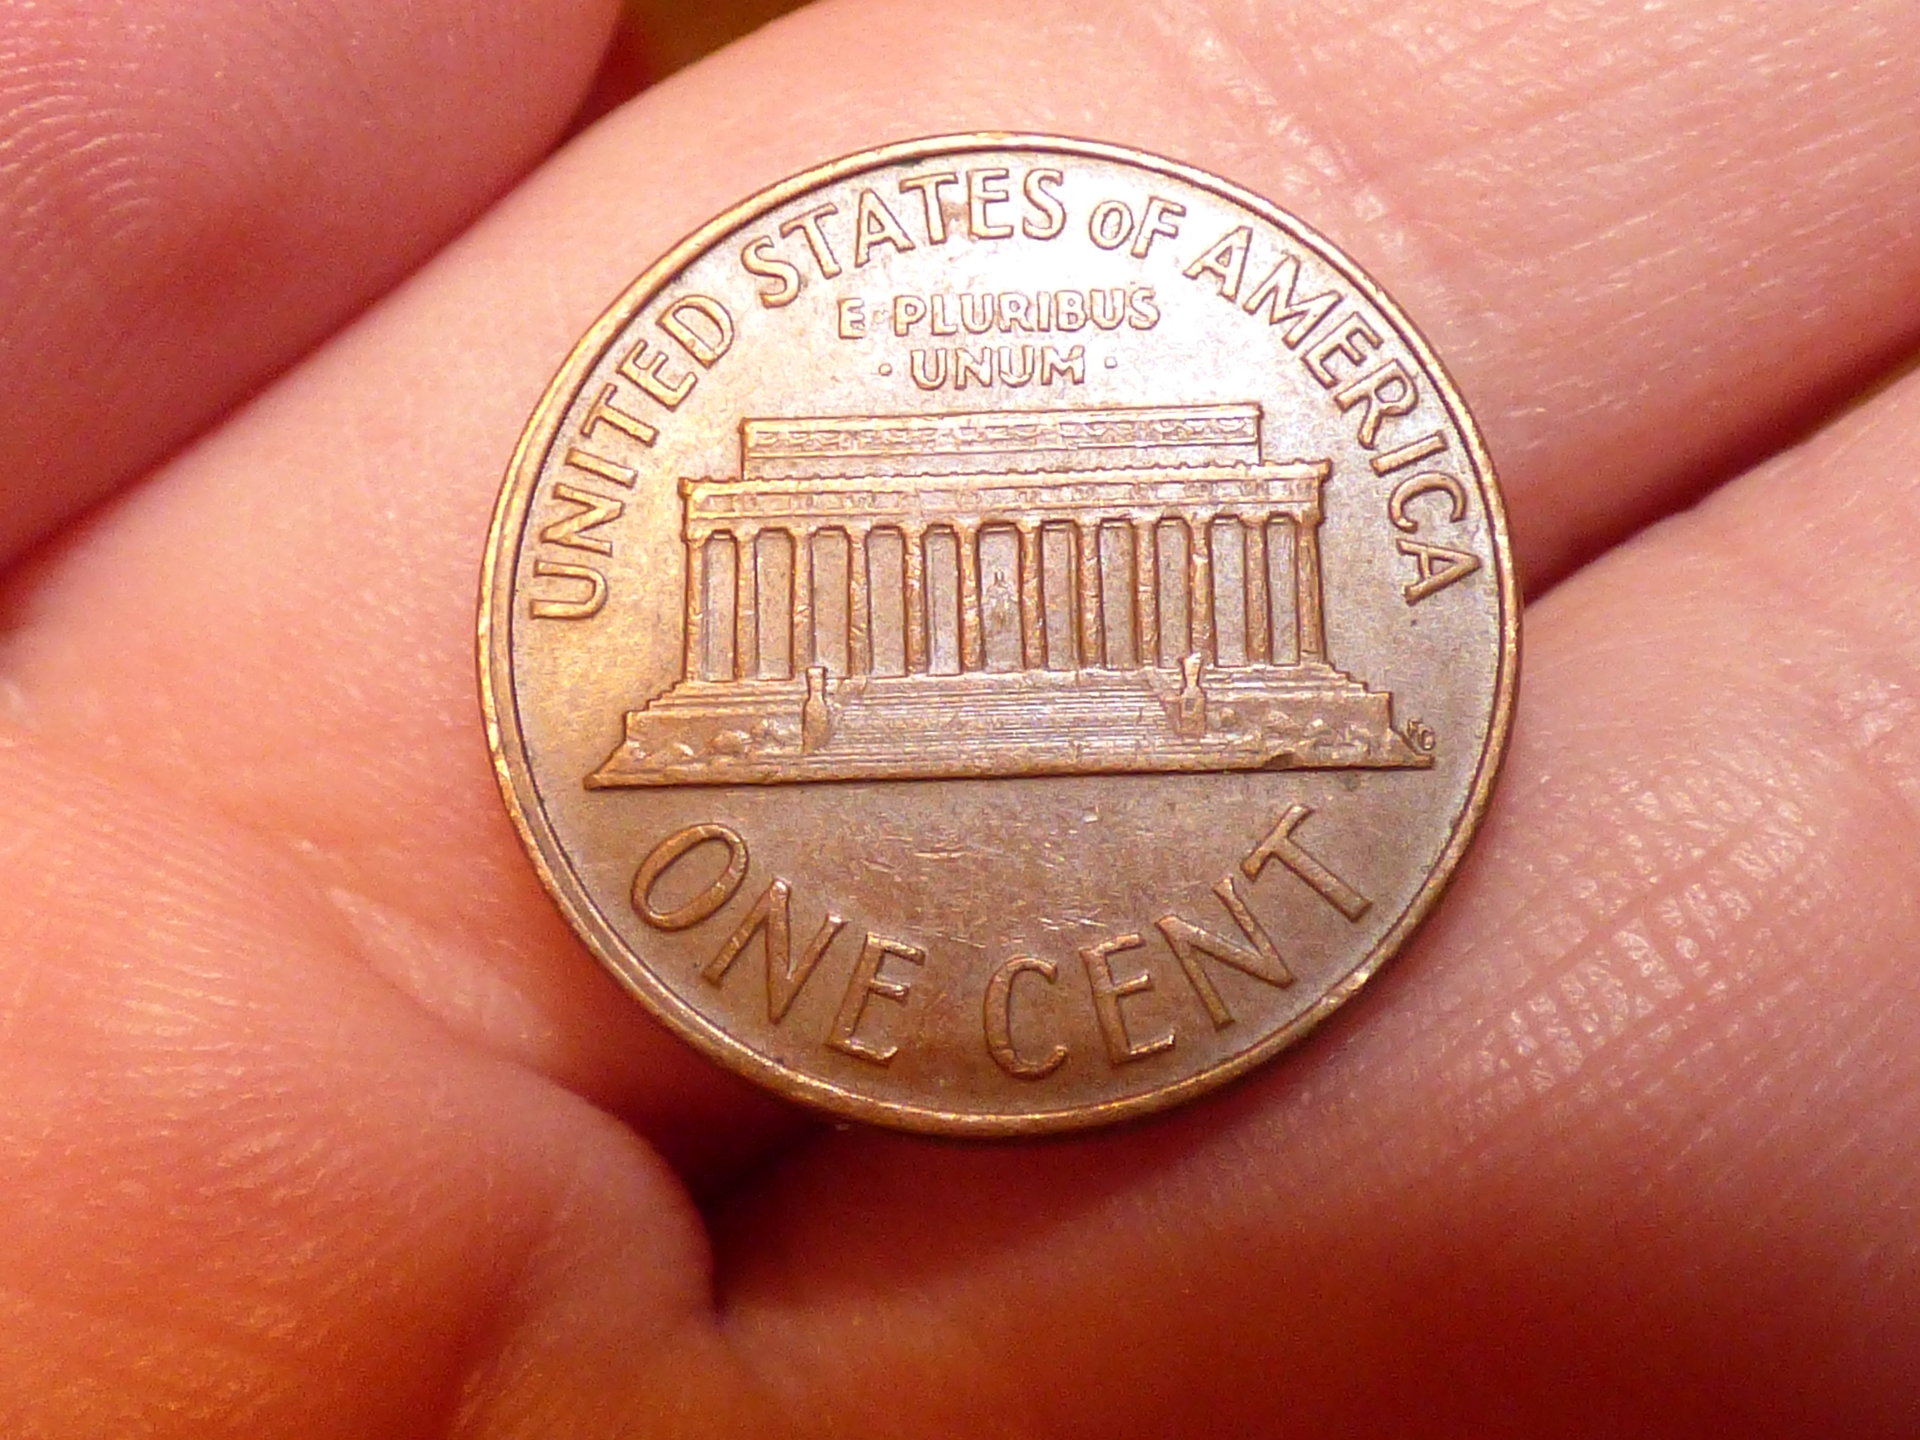 UNITED STATES OF AMERICA
E·PLURIBUS
·UNUM·
FG
ONE CENT